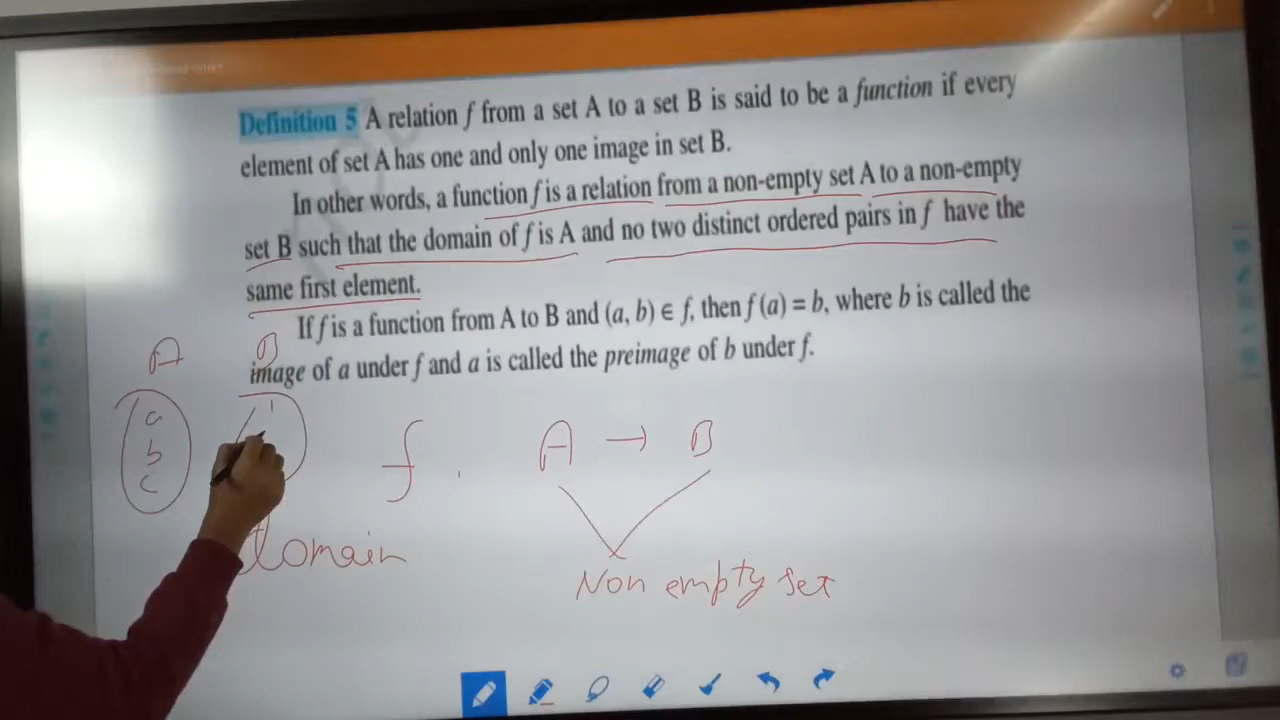 Definition 5 A relation f from a set A to a set B is said to be a function if every
element of set A has one and only one image in set B.
In other words, a function f is a relation from a non-empty set A to a non-empty
set B such that the domain of f is A and no two distinct ordered pairs in f have the
same first element.
If f is a function from A to B and (a, b) ∈ f, then f (a) = b, where b is called the
image of a under f and a is called the preimage of b under f.
A B
a 1
b
c
f : A → B
domain
Non empty set